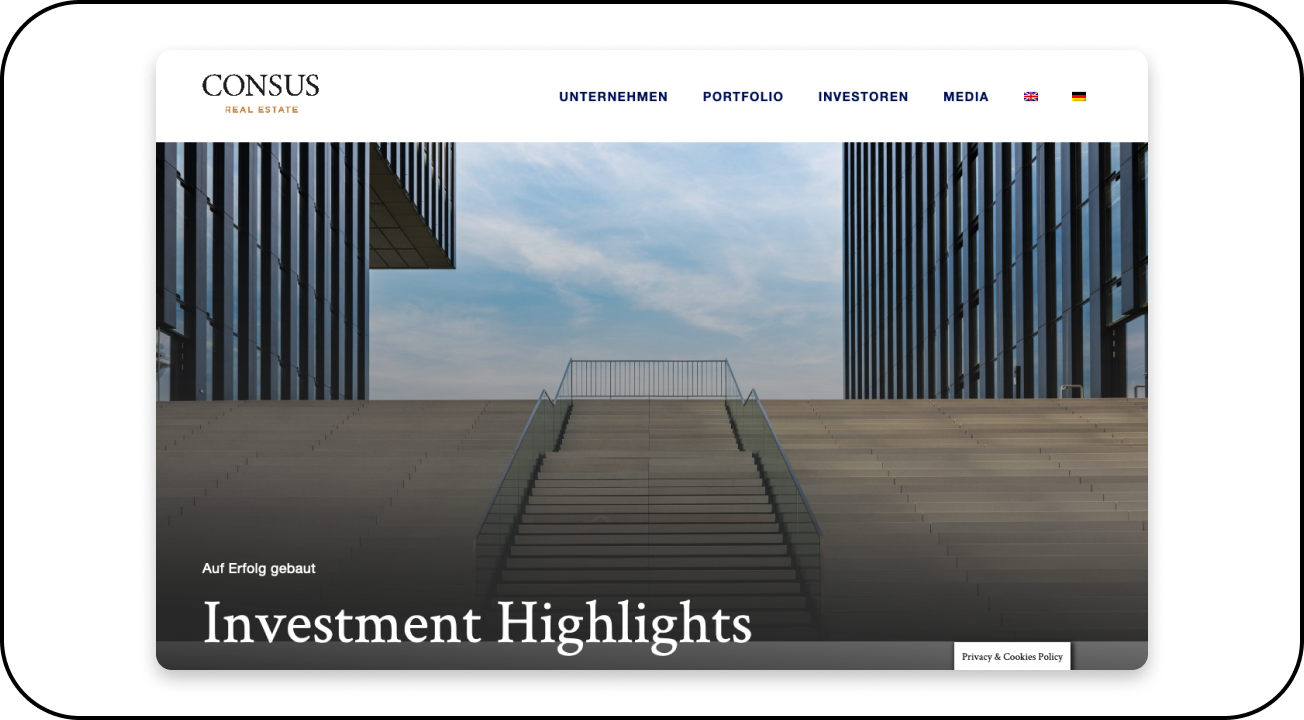 CONSUS
REAL ESTATE
UNTERNEHMEN PORTFOLIO INVESTOREN MEDIA
Auf Erfolg gebaut
Investment Highlights
Privacy & Cookies Policy